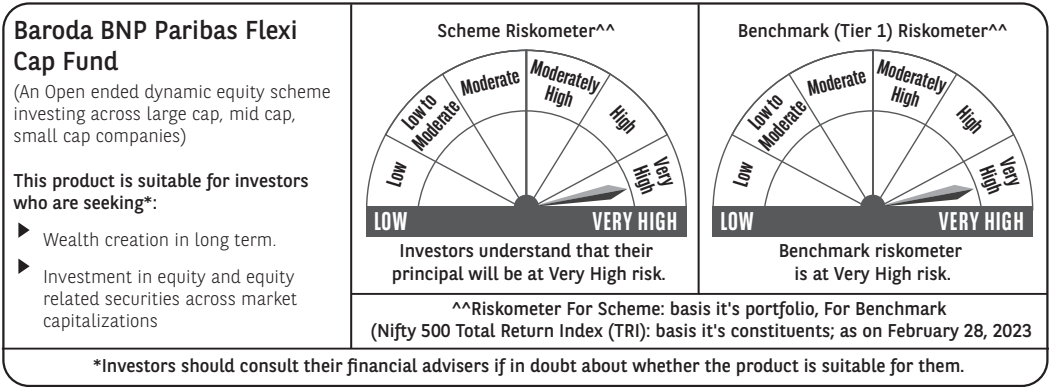 Baroda BNP Paribas Flexi
Cap Fund
(An Open ended dynamic equity scheme
investing across large cap, mid cap,
small cap companies)
This product is suitable for investors
who are seeking*:
Wealth creation in long term.
Investment in equity and equity
related securities across market
capitalizations
Scheme Riskometer^^
Low
Low to
Moderate
Moderate
Moderately
High
High
Very
High
LOW
VERY HIGH
Investors understand that their
principal will be at Very High risk.
Benchmark (Tier 1) Riskometer^^
Low
Low to
Moderate
Moderate
Moderately
High
High
Very
High
LOW
VERY HIGH
Benchmark riskometer
is at Very High risk.
^^Riskometer For Scheme: basis it's portfolio, For Benchmark
(Nifty 500 Total Return Index (TRI): basis it's constituents; as on February 28, 2023
*Investors should consult their financial advisers if in doubt about whether the product is suitable for them.